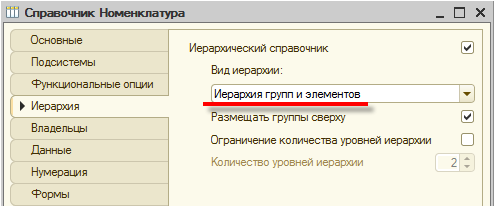 Справочник Номенклатура
Основные
Подсистемы
Функциональные опции
Иерархия
Владельцы
Данные
Нумерация
Формы
Иерархический справочник
Вид иерархии:
Иерархия групп и элементов
Размещать группы сверху
Ограничение количества уровней иерархии
Количество уровней иерархии
2